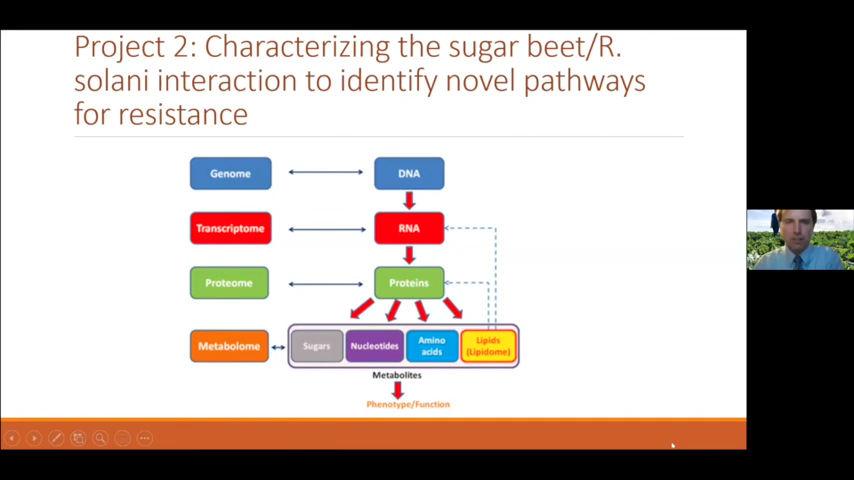 Project 2: Characterizing the sugar beet/R.
solani interaction to identify novel pathways
for resistance
Genome
DNA
Transcriptome
RNA
Proteome
Proteins
Metabolome
Sugars
Nucleotides
Amino
acids
Lipids
(Lipidome)
Metabolites
Phenotype/Function